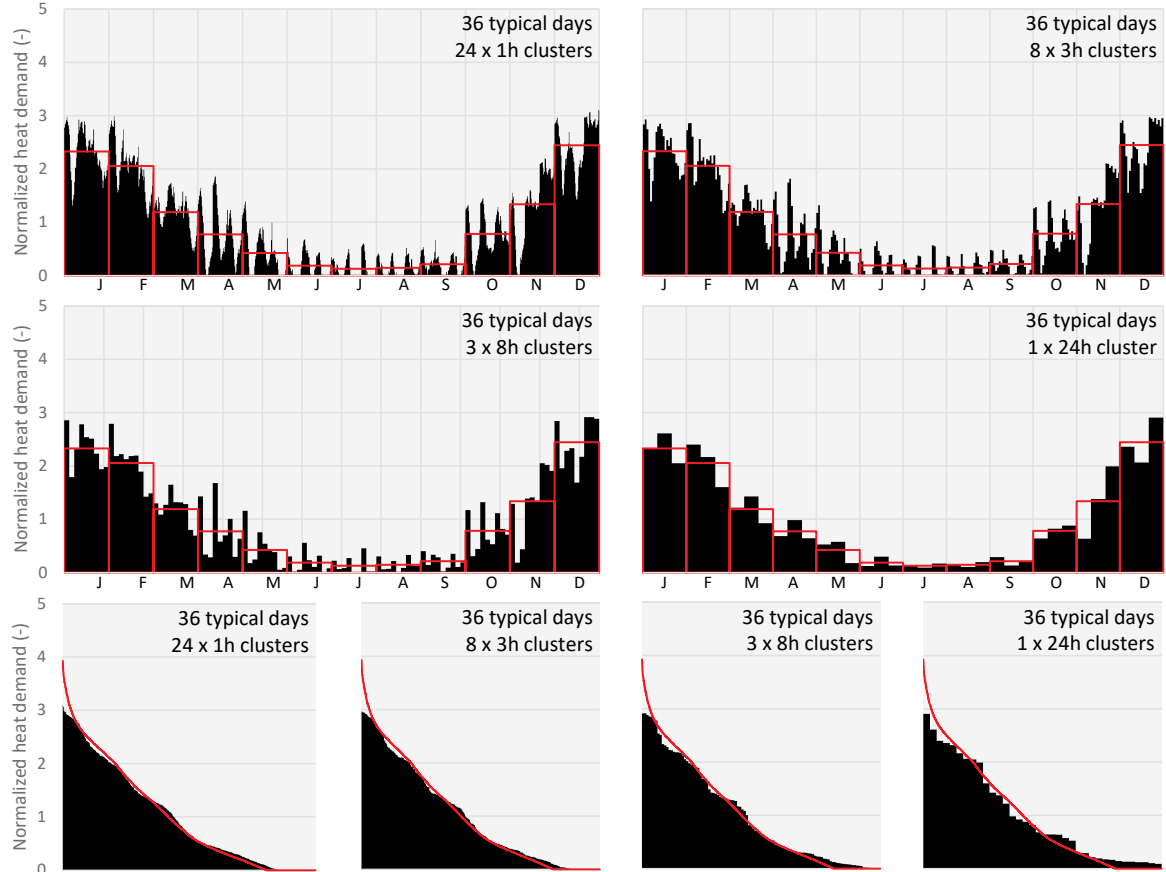 5
4
3
2
1
0
Normalized heat demand (-)
36 typical days
24 x 1h clusters
J F M A M J J A S O N D
36 typical days
8 x 3h clusters
J F M A M J J A S O N D
5
4
3
2
1
0
Normalized heat demand (-)
36 typical days
3 x 8h clusters
J F M A M J J A S O N D
36 typical days
1 x 24h cluster
J F M A M J J A S O N D
5
4
3
2
1
0
Normalized heat demand (-)
36 typical days
24 x 1h clusters
36 typical days
8 x 3h clusters
36 typical days
3 x 8h clusters
36 typical days
1 x 24h clusters